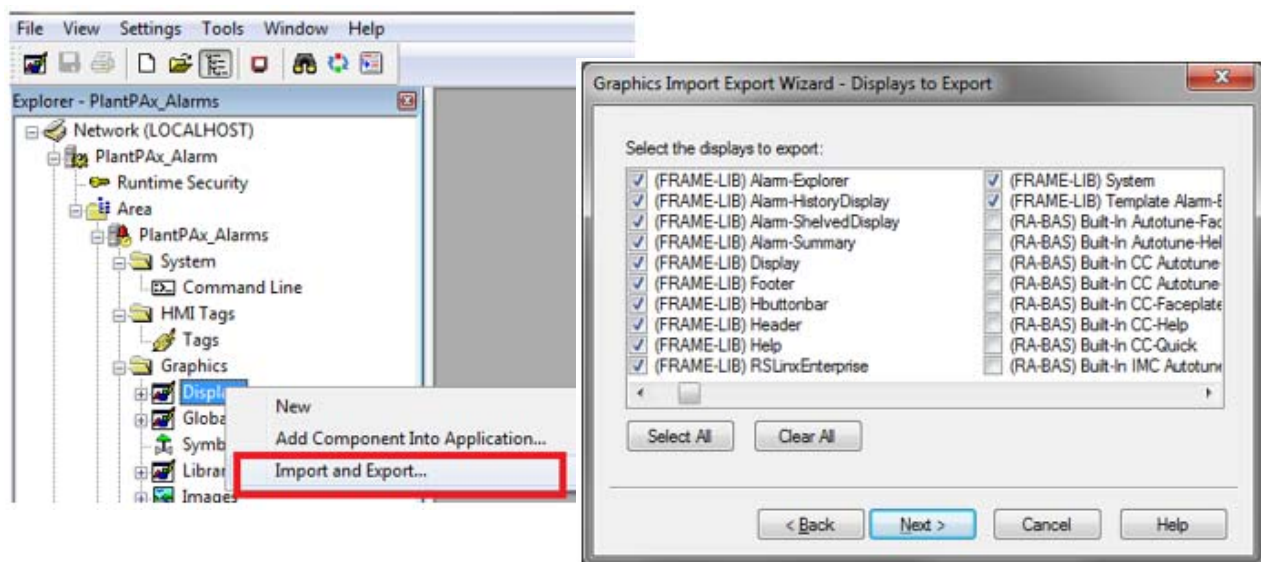 File View Settings Tools Window Help
Explorer - PlantPAx_Alarms
Network (LOCALHOST)
PlantPAx_Alarm
Runtime Security
Area
PlantPAx_Alarms
System
Command Line
HMI Tags
Tags
Graphics
Displ
Globa
Symb
Librar
Images
New
Add Component Into Application...
Import and Export...
Graphics Import Export Wizard - Displays to Export
Select the displays to export:
(FRAME-LIB) Alarm-Explorer
(FRAME-LIB) Alarm-HistoryDisplay
(FRAME-LIB) Alarm-ShelvedDisplay
(FRAME-LIB) Alarm-Summary
(FRAME-LIB) Display
(FRAME-LIB) Footer
(FRAME-LIB) Hbuttonbar
(FRAME-LIB) Header
(FRAME-LIB) Help
(FRAME-LIB) RSLinxEnterprise
(FRAME-LIB) System
(FRAME-LIB) Template Alarm-E
(RA-BAS) Built-In Autotune-Fac
(RA-BAS) Built-In Autotune-Hel
(RA-BAS) Built-In CC Autotune-
(RA-BAS) Built-In CC Autotune-
(RA-BAS) Built-In CC-Faceplate
(RA-BAS) Built-In CC-Help
(RA-BAS) Built-In CC-Quick
(RA-BAS) Built-In IMC Autotune
Select All Clear All
< Back Next > Cancel Help